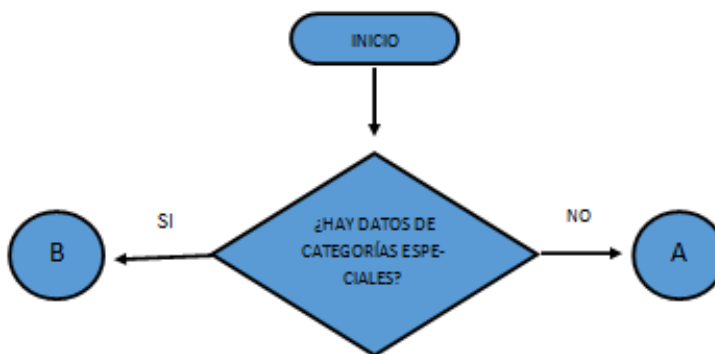 INICIO
¿HAY DATOS DE
CATEGORÍAS ESPE-
CIALES?
SI
NO
B
A